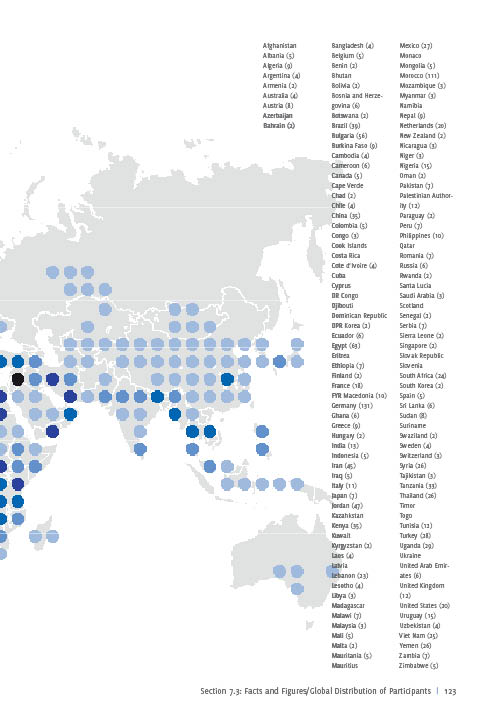 Afghanistan
Albania (5)
Algeria (9)
Argentina (4)
Armenia (2)
Australia (4)
Austria (8)
Azerbaijan
Bahrain (2)
Bangladesh (4)
Belgium (5)
Benin (2)
Bhutan
Bolivia (2)
Bosnia and Herze-
govina (6)
Botswana (2)
Brazil (39)
Bulgaria (56)
Burkina Faso (9)
Cambodia (4)
Cameroon (6)
Canada (5)
Cape Verde
Chad (2)
Chile (4)
China (35)
Colombia (5)
Congo (3)
Cook Islands
Costa Rica
Cote d'Ivoire (4)
Cuba
Cyprus
DR Congo
Djibouti
Dominican Republic
DPR Korea (2)
Ecuador (6)
Egypt (63)
Eritrea
Ethiopia (7)
Finland (2)
France (18)
FYR Macedonia (10)
Germany (131)
Ghana (6)
Greece (9)
Hungary (2)
India (13)
Indonesia (5)
Iran (45)
Iraq (5)
Italy (11)
Japan (7)
Jordan (47)
Kazahkstan
Kenya (35)
Kuwait
Kyrgyzstan (2)
Laos (4)
Latvia
Lebanon (23)
Lesotho (4)
Libya (3)
Madagascar
Malawi (7)
Malaysia (3)
Mali (5)
Malta (2)
Mauritania (5)
Mauritius
Mexico (27)
Monaco
Mongolia (5)
Morocco (111)
Mozambique (3)
Myanmar (3)
Namibia
Nepal (9)
Netherlands (20)
New Zealand (2)
Nicaragua (3)
Niger (3)
Nigeria (15)
Oman (2)
Pakistan (7)
Palestinian Author-
ity (12)
Paraguay (2)
Peru (7)
Philippines (10)
Qatar
Romania (7)
Russia (6)
Rwanda (2)
Santa Lucia
Saudi Arabia (3)
Scotland
Senegal (2)
Serbia (7)
Sierra Leone (2)
Singapore (2)
Slovak Republic
Slovenia
South Africa (24)
South Korea (2)
Spain (5)
Sri Lanka (6)
Sudan (8)
Suriname
Swaziland (2)
Sweden (4)
Switzerland (3)
Syria (26)
Tajikistan (3)
Tanzania (33)
Thailand (26)
Timor
Togo
Tunisia (12)
Turkey (28)
Uganda (29)
Ukraine
United Arab Emir-
ates (6)
United Kingdom
(12)
United States (20)
Uruguay (15)
Uzbekistan (4)
Viet Nam (25)
Yemen (26)
Zambia (7)
Zimbabwe (5)
Section 7.3: Facts and Figures/Global Distribution of Participants | 123